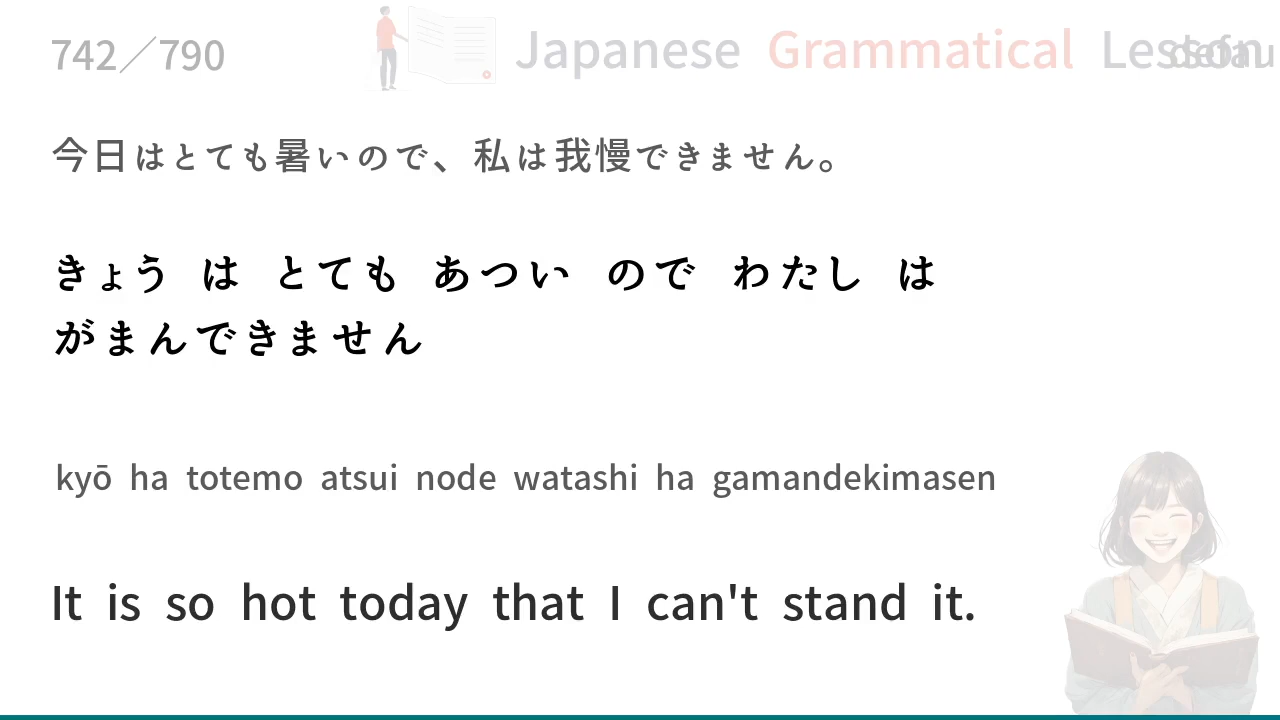 742／790
Japanese Grammatical Lesson
今日はとても暑いので、私は我慢できません。
きょう は とても あつい ので わたし は
がまんできません
kyō ha totemo atsui node watashi ha gamandekimasen
It is so hot today that I can't stand it.